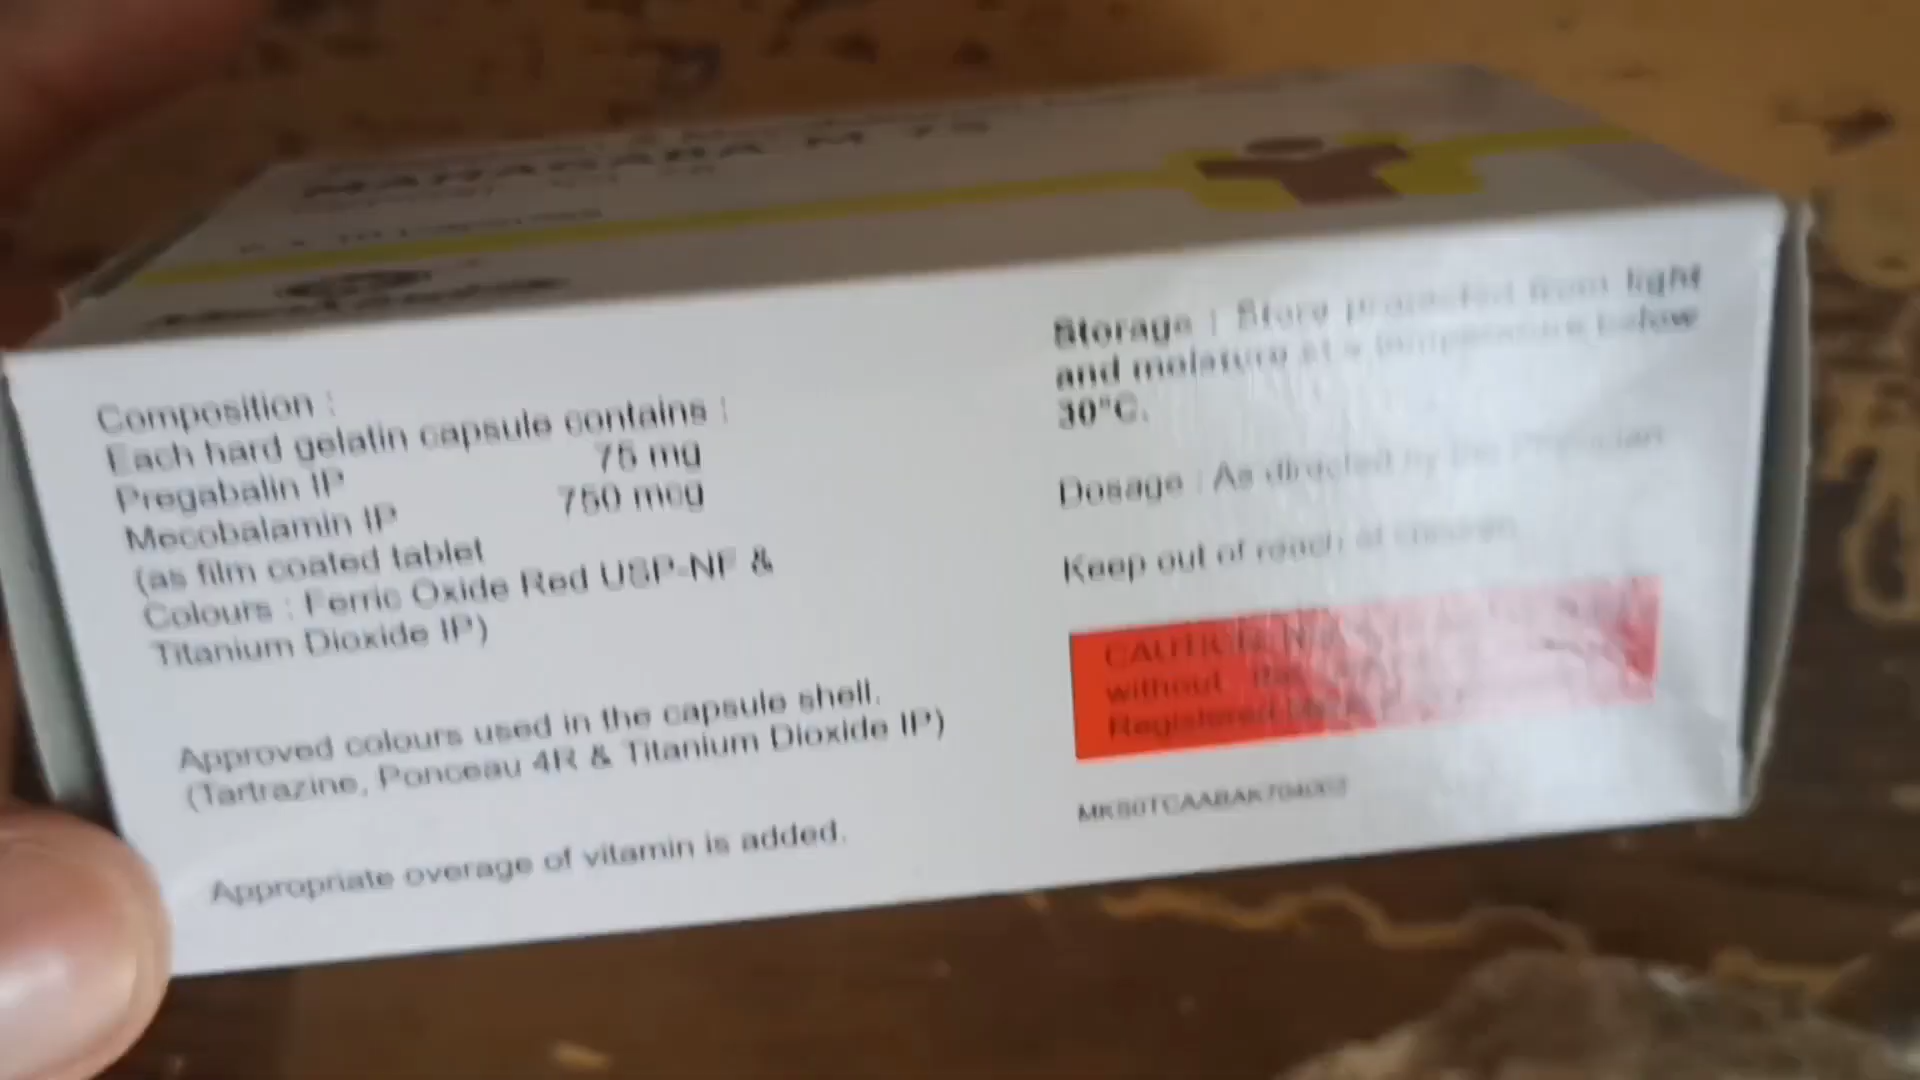 MAHAGABA M 75
Composition :
Each hard gelatin capsule contains :
Pregabalin IP 75 mg
Mecobalamin IP 750 mcg
(as film coated tablet
Colours : Ferric Oxide Red USP-NF &
Titanium Dioxide IP)
Approved colours used in the capsule shell.
(Tartrazine, Ponceau 4R & Titanium Dioxide IP)
Appropriate overage of vitamin is added.
Storage : Store protected from light
and moisture at a temperature below
30°C.
Dosage : As directed by the Physician
Keep out of reach of children
CAUTION
without
Registered